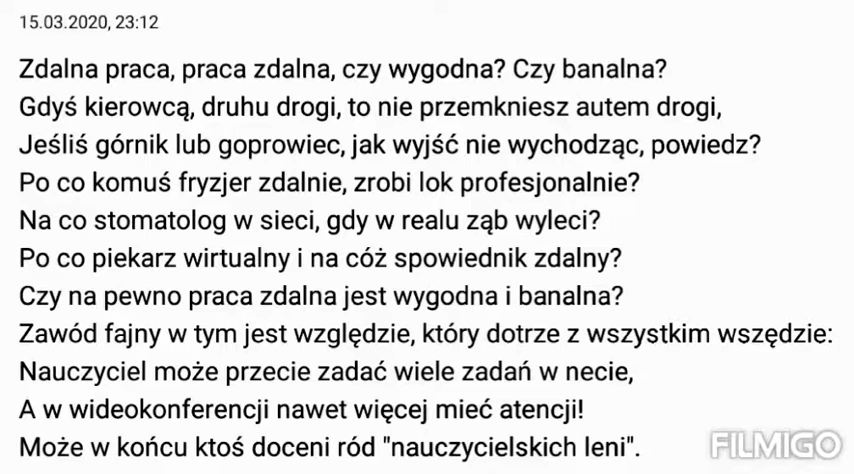 15.03.2020, 23:12
Zdalna praca, praca zdalna, czy wygodna? Czy banalna?
Gdyś kierowcą, druhu drogi, to nie przemkniesz autem drogi,
Jeśliś górnik lub goprowiec, jak wyjść nie wychodząc, powiedz?
Po co komuś fryzjer zdalnie, zrobi lok profesjonalnie?
Na co stomatolog w sieci, gdy w realu ząb wyleci?
Po co piekarz wirtualny i na cóż spowiednik zdalny?
Czy na pewno praca zdalna jest wygodna i banalna?
Zawód fajny w tym jest względzie, który dotrze z wszystkim wszędzie:
Nauczyciel może przecie zadać wiele zadań w necie,
A w wideokonferencji nawet więcej mieć atencji!
Może w końcu ktoś doceni ród "nauczycielskich leni".
FILMIGO